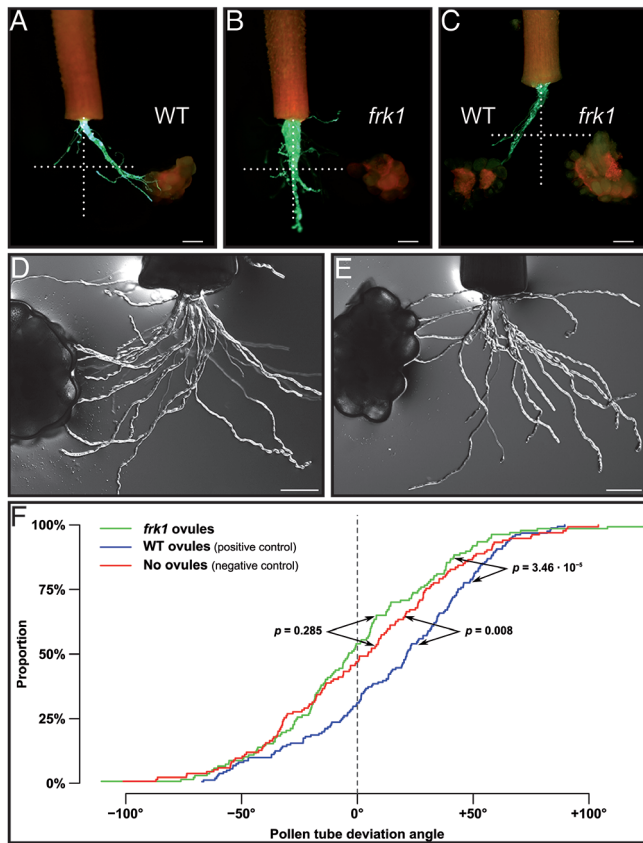 A
WT
B
frk1
C
WT
frk1
D
E
F
100%
75%
50%
25%
0%
Proportion
frk1 ovules
WT ovules (positive control)
No ovules (negative control)
p = 3.46 · 10⁻⁵
p = 0.285
p = 0.008
−100°
−50°
0°
+50°
+100°
Pollen tube deviation angle